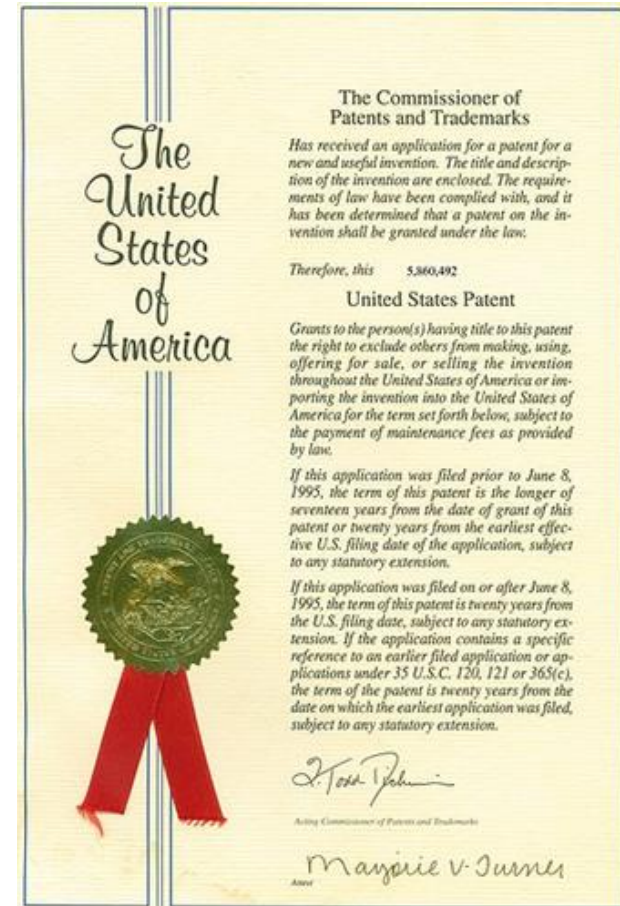 The
United
States
of
America
The Commissioner of
Patents and Trademarks
Has received an application for a patent for a
new and useful invention. The title and descrip-
tion of the invention are enclosed. The require-
ments of law have been complied with, and it
has been determined that a patent on the in-
vention shall be granted under the law.
Therefore, this 5,860,492
United States Patent
Grants to the person(s) having title to this patent
the right to exclude others from making, using,
offering for sale, or selling the invention
throughout the United States of America or im-
porting the invention into the United States of
America for the term set forth below, subject to
the payment of maintenance fees as provided
by law.
If this application was filed prior to June 8,
1995, the term of this patent is the longer of
seventeen years from the date of grant of this
patent or twenty years from the earliest effec-
tive U.S. filing date of the application, subject
to any statutory extension.
If this application was filed on or after June 8,
1995, the term of this patent is twenty years from
the U.S. filing date, subject to any statutory ex-
tension. If the application contains a specific
reference to an earlier filed application or ap-
plications under 35 U.S.C. 120, 121 or 365(c),
the term of the patent is twenty years from the
date on which the earliest application was filed,
subject to any statutory extension.
Acting Commissioner of Patents and Trademarks
Marjorie V. Turner
Attest